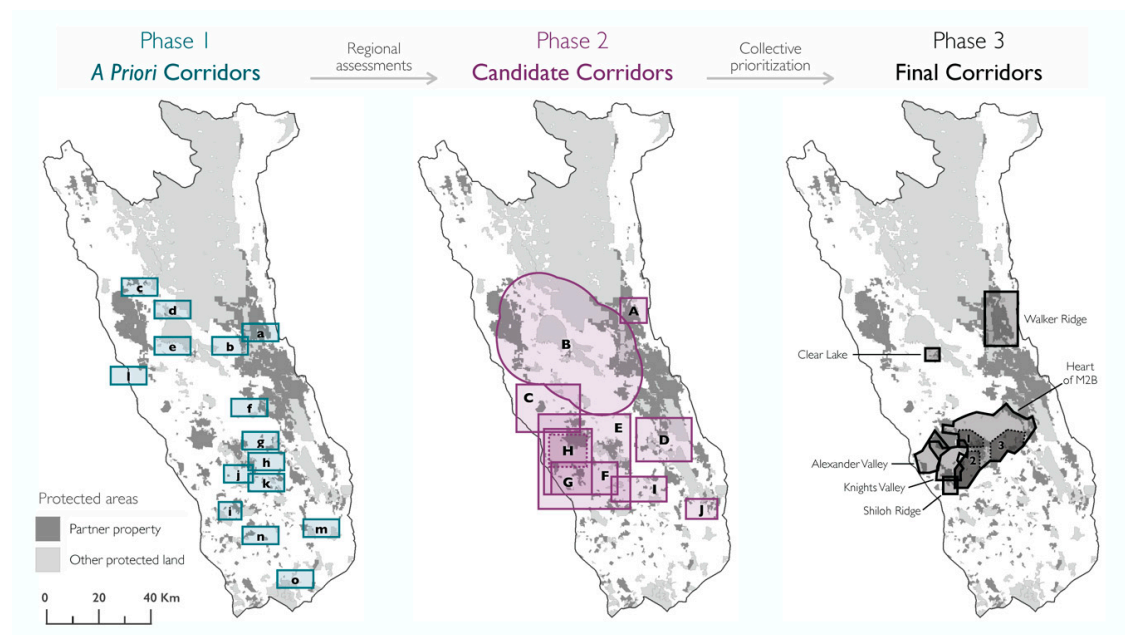 Phase 1
A Priori Corridors
Regional
assessments
Phase 2
Candidate Corridors
Collective
prioritization
Phase 3
Final Corridors
c
d
a
e
b
l
f
g
h
j
k
i
m
n
o
Protected areas
Partner property
Other protected land
0 20 40 Km
A
B
C
E
D
H
F
G
I
J
Walker Ridge
Clear Lake
Heart
of M2B
1
3
2
Alexander Valley
Knights Valley
Shiloh Ridge